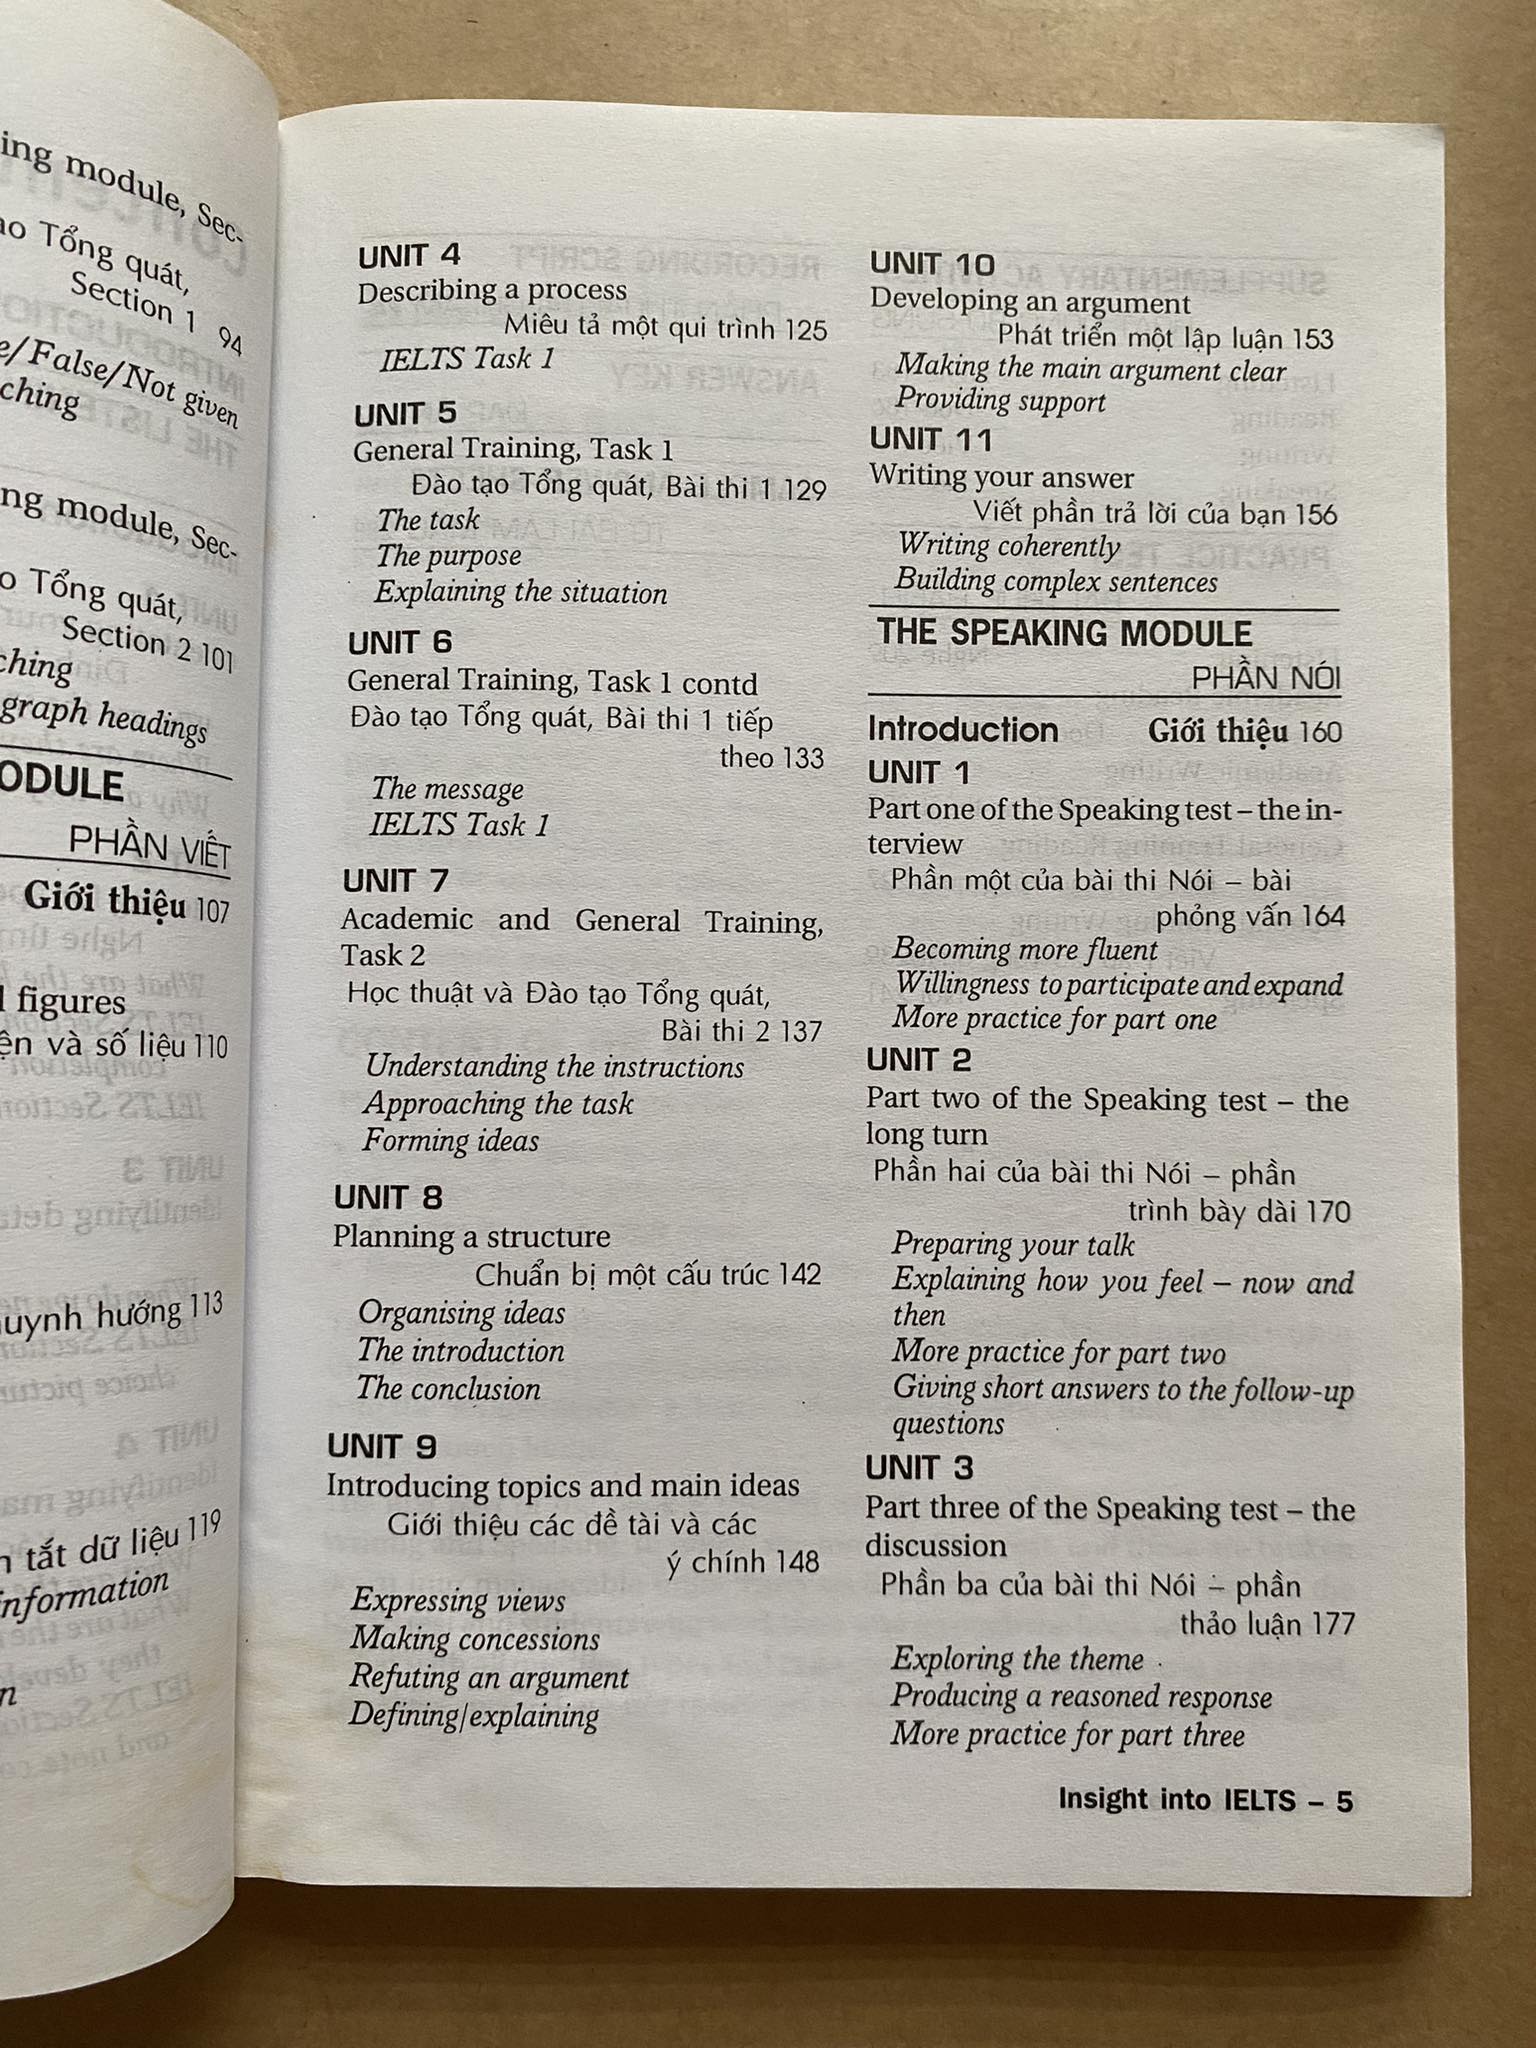 ing module, Sec-
Tổng quát,
Section 1 94
/False/Not given
ching
ng module, Sec-
Tổng quát,
Section 2 101
ching
graph headings
ODULE
PHẦN VIẾT
Giới thiệu 107
figures
và số liệu 110
hướng 113
tắt dữ liệu 119
information
UNIT 4
Describing a process
Miêu tả một qui trình 125
IELTS Task 1
UNIT 5
General Training, Task 1
Đào tạo Tổng quát, Bài thi 1 129
The task
The purpose
Explaining the situation
UNIT 6
General Training, Task 1 contd
Đào tạo Tổng quát, Bài thi 1 tiếp
theo 133
The message
IELTS Task 1
UNIT 7
Academic and General Training,
Task 2
Học thuật và Đào tạo Tổng quát,
Bài thi 2 137
Understanding the instructions
Approaching the task
Forming ideas
UNIT 8
Planning a structure
Chuẩn bị một cấu trúc 142
Organising ideas
The introduction
The conclusion
UNIT 9
Introducing topics and main ideas
Giới thiệu các đề tài và các
ý chính 148
Expressing views
Making concessions
Refuting an argument
Defining/explaining
UNIT 10
Developing an argument
Phát triển một lập luận 153
Making the main argument clear
Providing support
UNIT 11
Writing your answer
Viết phần trả lời của bạn 156
Writing coherently
Building complex sentences
THE SPEAKING MODULE
PHẦN NÓI
Introduction Giới thiệu 160
UNIT 1
Part one of the Speaking test – the in-
terview
Phần một của bài thi Nói – bài
phỏng vấn 164
Becoming more fluent
Willingness to participate and expand
More practice for part one
UNIT 2
Part two of the Speaking test – the
long turn
Phần hai của bài thi Nói – phần
trình bày dài 170
Preparing your talk
Explaining how you feel – now and
then
More practice for part two
Giving short answers to the follow-up
questions
UNIT 3
Part three of the Speaking test – the
discussion
Phần ba của bài thi Nói – phần
thảo luận 177
Exploring the theme
Producing a reasoned response
More practice for part three
Insight into IELTS – 5